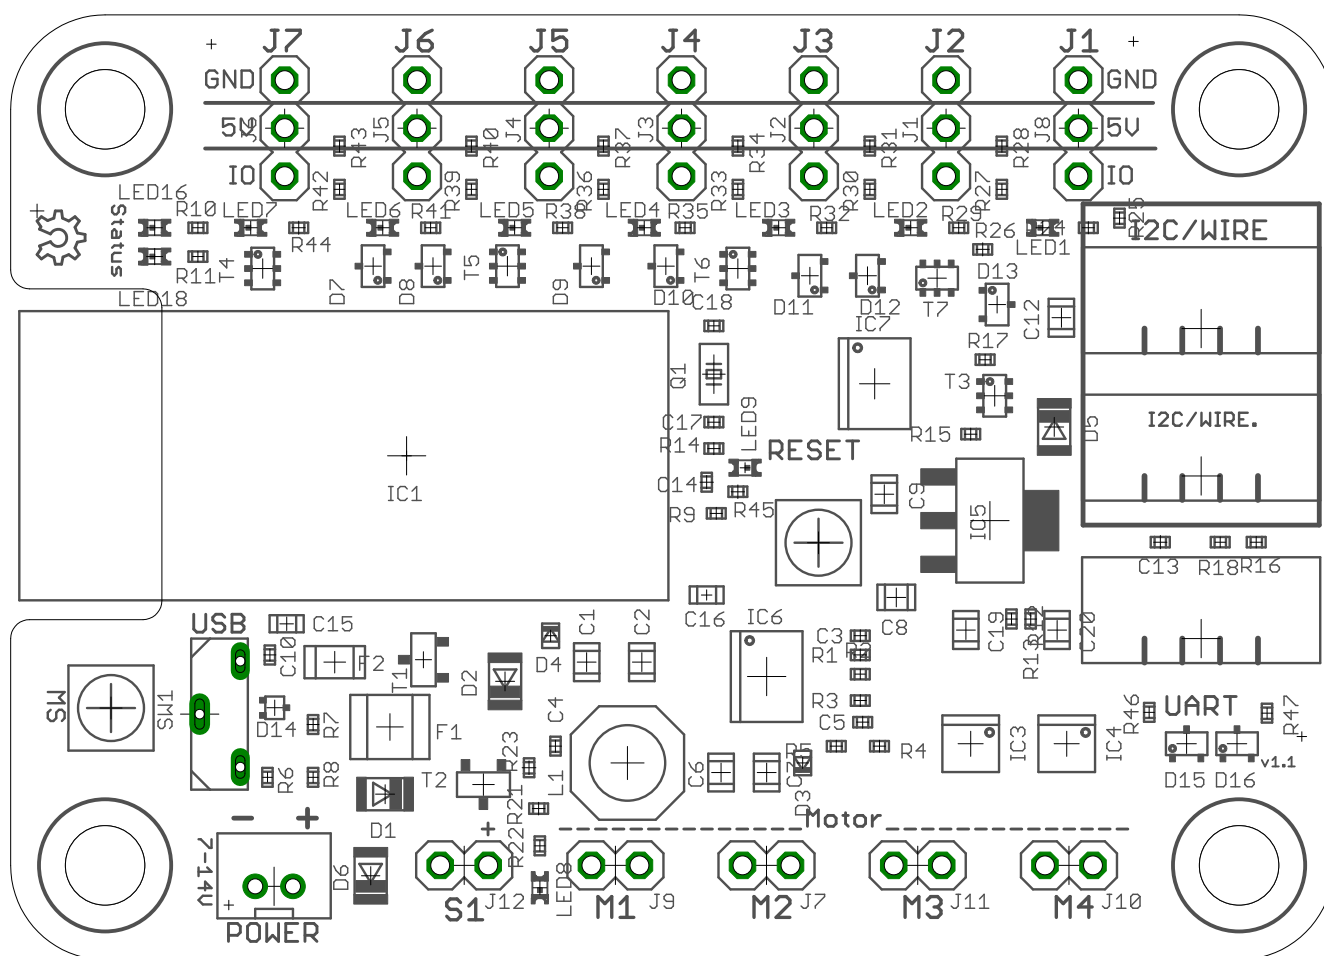 J7 J6 J5 J4 J3 J2 J1
GND GND
5V J6 J5 J4 J3 J2 J1 J8 5V
R43 R40 R37 R34 R31 R28
IO IO
R42 R39 R36 R33 R30 R27
LED16 R10 LED7 LED6 R41 LED5 R38 LED4 R35 LED3 R32 LED2 R29 R25
Status R44 R26 LED1 I2C/WIRE
R11 T4 D7 D8 T5 D9 D10 T6 D11 D12 T7 D13
LED18 C18 IC7 C12
Q1 R17
T3
C17 LED9 I2C/WIRE.
R14 RESET R15 D5
IC1 C14 R45 C9 IC5
R9
C13 R18 R16
C16 IC6 C8
USB C15 C1 C2 C3 C19 R12 C20
C10 F2 T1 D2 D4 R1 R2 R13
MS SW1 D14 R7 F1 C4 R3 R46 UART R47
C5 IC3 IC4
R6 R8 T2 R23 L1 C6 C7 R5 R4 D15 D16 v1.1
D1 R21 D3 Motor
7-14V D6 R22
LED8
S1 J12 M1 J9 M2 J7 M3 J11 M4 J10
POWER